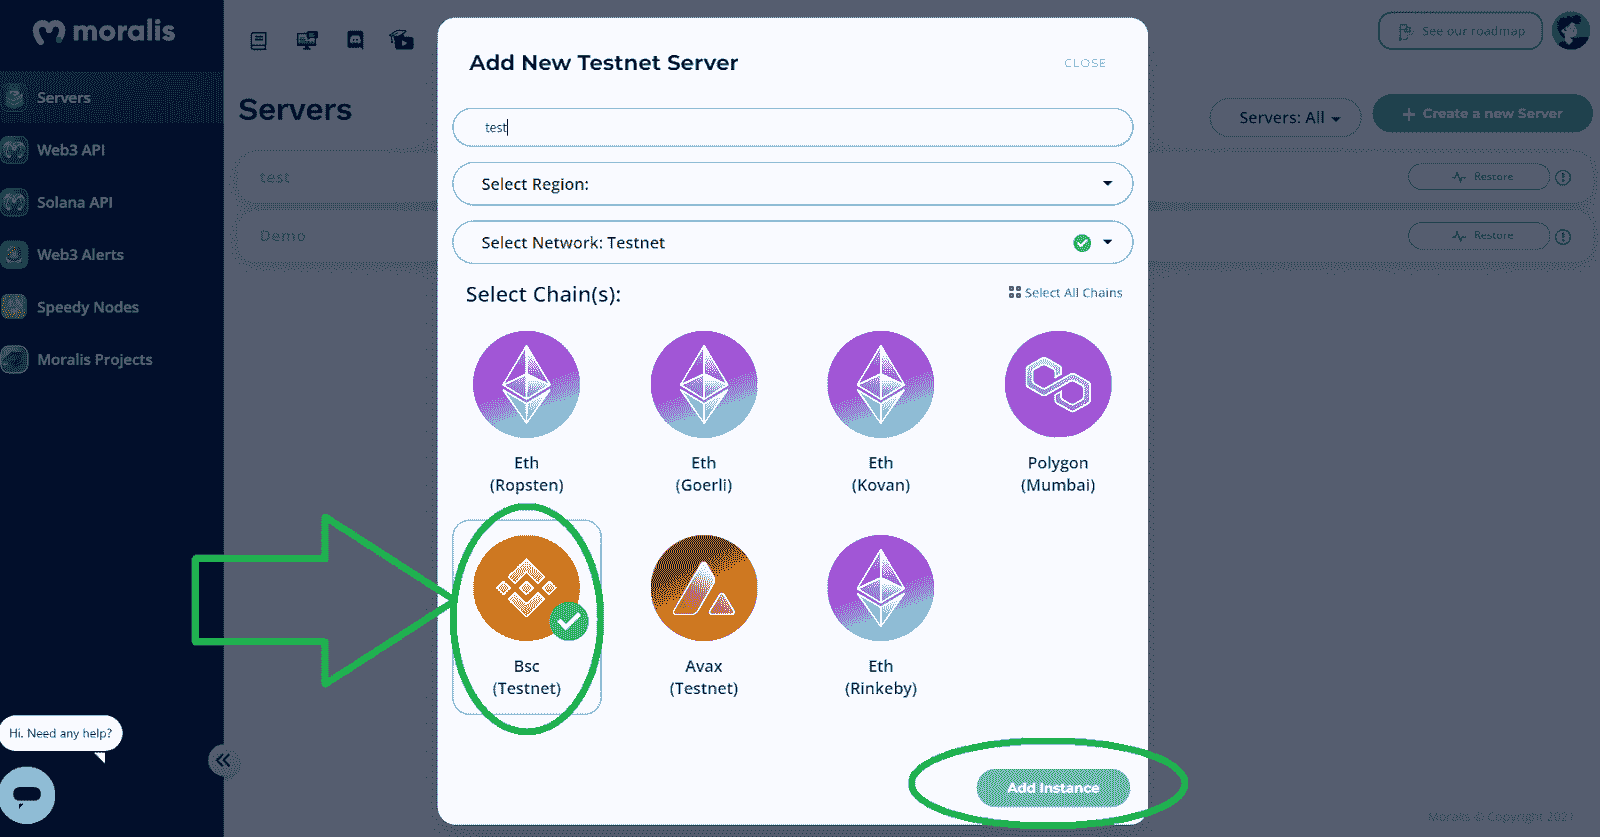 moralis
Servers
Web3 API
Solana API
Web3 Alerts
Speedy Nodes
Moralis Projects
Hi. Need any help?
See our roadmap
Servers
Servers: All
+ Create a new Server
test
Restore
Demo
Restore
Add New Testnet Server
CLOSE
test
Select Region:
Select Network: Testnet
Select Chain(s):
Select All Chains
Eth
(Ropsten)
Eth
(Goerli)
Eth
(Kovan)
Polygon
(Mumbai)
Bsc
(Testnet)
Avax
(Testnet)
Eth
(Rinkeby)
Add Instance
Moralis © Copyright 2021